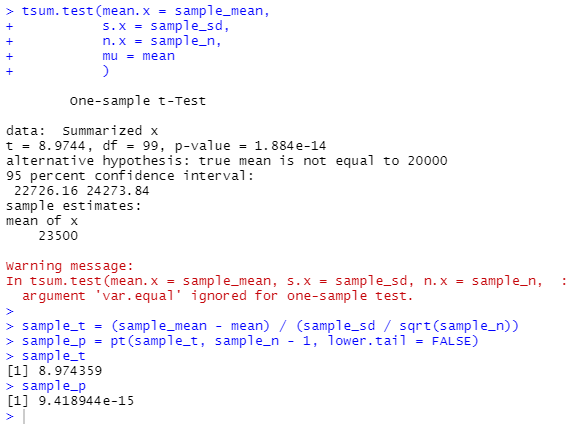 > tsum.test(mean.x = sample_mean,
+           s.x = sample_sd,
+           n.x = sample_n,
+           mu = mean
+           )
        One-sample t-Test
data:  Summarized x
t = 8.9744, df = 99, p-value = 1.884e-14
alternative hypothesis: true mean is not equal to 20000
95 percent confidence interval:
 22726.16 24273.84
sample estimates:
mean of x
    23500
Warning message:
In tsum.test(mean.x = sample_mean, s.x = sample_sd, n.x = sample_n,  :
  argument 'var.equal' ignored for one-sample test.
>
> sample_t = (sample_mean - mean) / (sample_sd / sqrt(sample_n))
> sample_p = pt(sample_t, sample_n - 1, lower.tail = FALSE)
> sample_t
[1] 8.974359
> sample_p
[1] 9.418944e-15
>